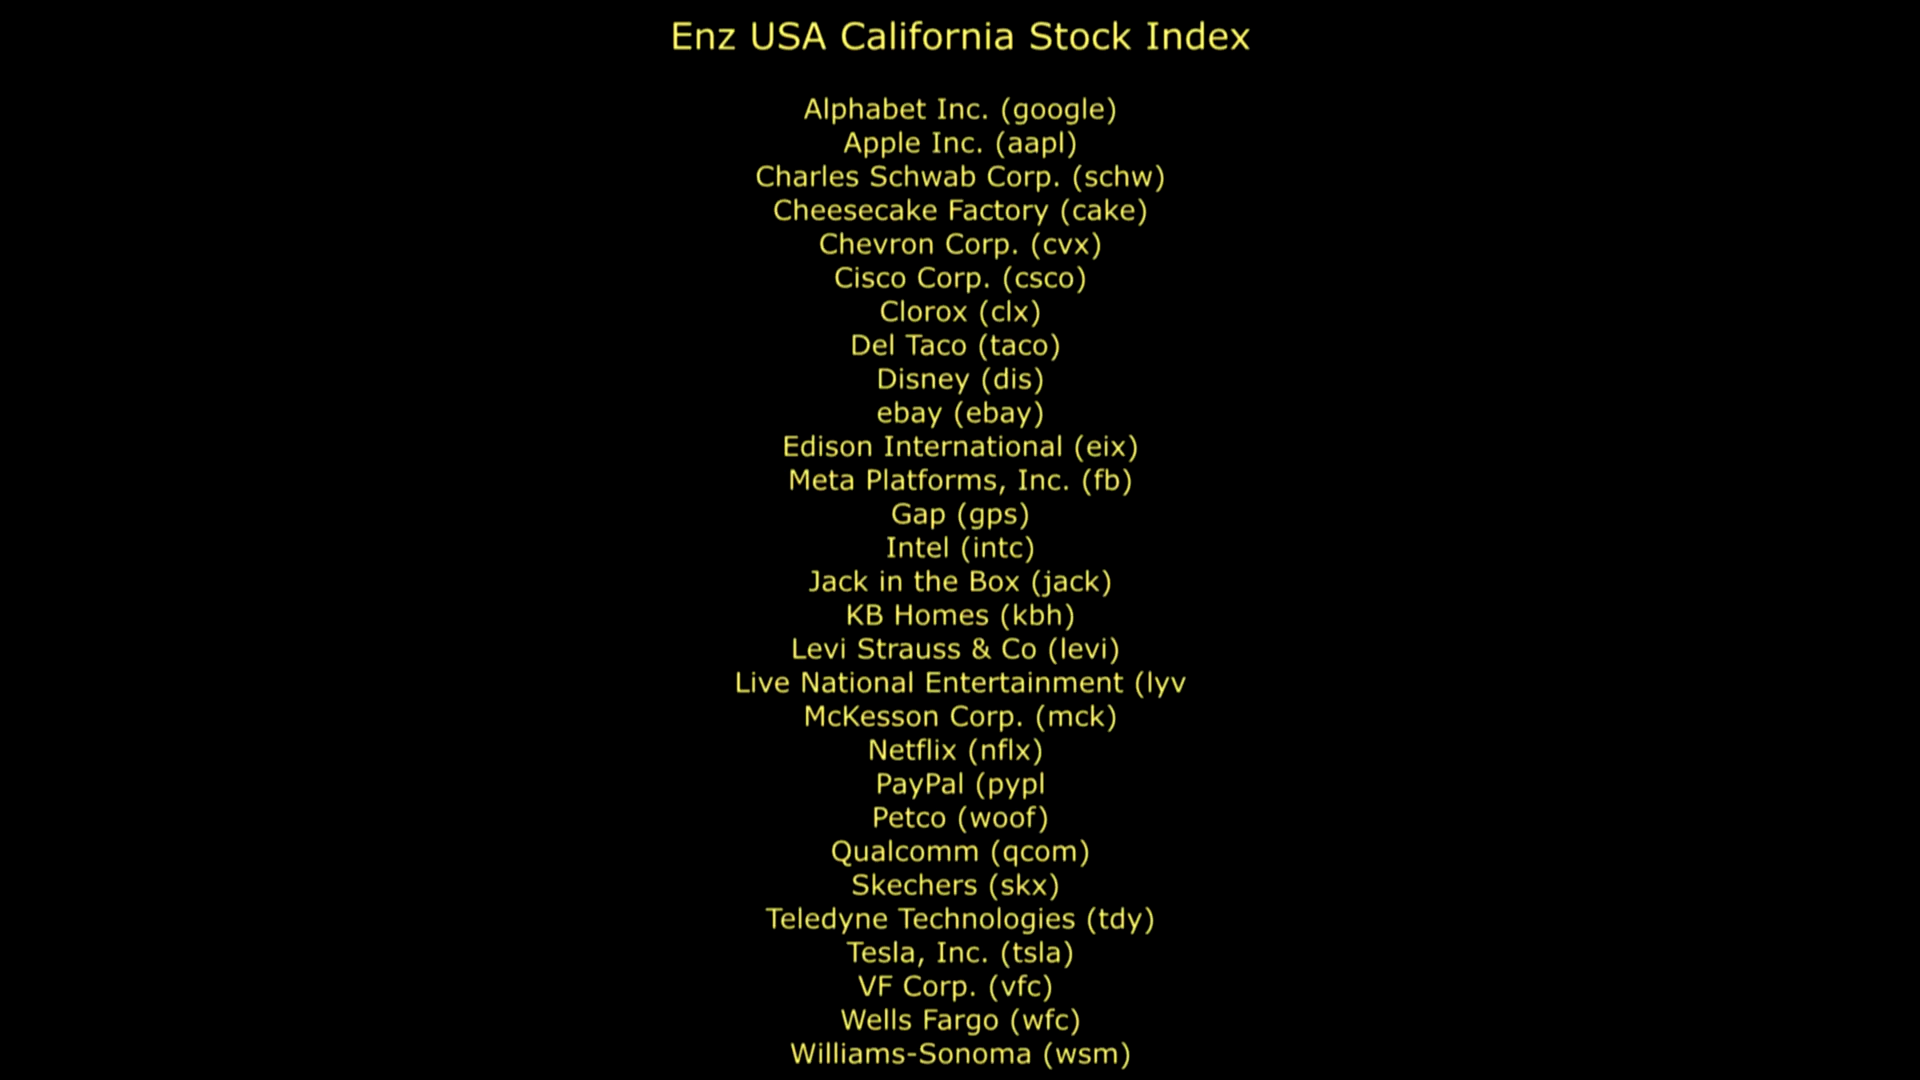 Enz USA California Stock Index
Alphabet Inc. (google)
Apple Inc. (aapl)
Charles Schwab Corp. (schw)
Cheesecake Factory (cake)
Chevron Corp. (cvx)
Cisco Corp. (csco)
Clorox (clx)
Del Taco (taco)
Disney (dis)
ebay (ebay)
Edison International (eix)
Meta Platforms, Inc. (fb)
Gap (gps)
Intel (intc)
Jack in the Box (jack)
KB Homes (kbh)
Levi Strauss & Co (levi)
Live National Entertainment (lyv
McKesson Corp. (mck)
Netflix (nflx)
PayPal (pypl
Petco (woof)
Qualcomm (qcom)
Skechers (skx)
Teledyne Technologies (tdy)
Tesla, Inc. (tsla)
VF Corp. (vfc)
Wells Fargo (wfc)
Williams-Sonoma (wsm)